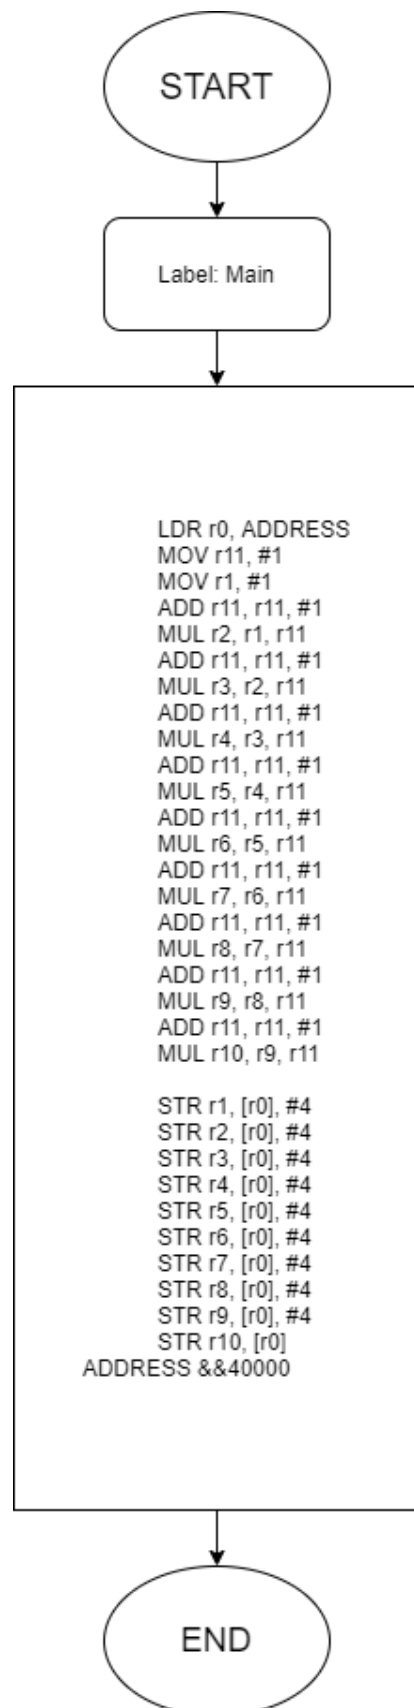 START
Label: Main
LDR r0, ADDRESS
MOV r11, #1
MOV r1, #1
ADD r11, r11, #1
MUL r2, r1, r11
ADD r11, r11, #1
MUL r3, r2, r11
ADD r11, r11, #1
MUL r4, r3, r11
ADD r11, r11, #1
MUL r5, r4, r11
ADD r11, r11, #1
MUL r6, r5, r11
ADD r11, r11, #1
MUL r7, r6, r11
ADD r11, r11, #1
MUL r8, r7, r11
ADD r11, r11, #1
MUL r9, r8, r11
ADD r11, r11, #1
MUL r10, r9, r11
STR r1, [r0], #4
STR r2, [r0], #4
STR r3, [r0], #4
STR r4, [r0], #4
STR r5, [r0], #4
STR r6, [r0], #4
STR r7, [r0], #4
STR r8, [r0], #4
STR r9, [r0], #4
STR r10, [r0]
ADDRESS &&40000
END